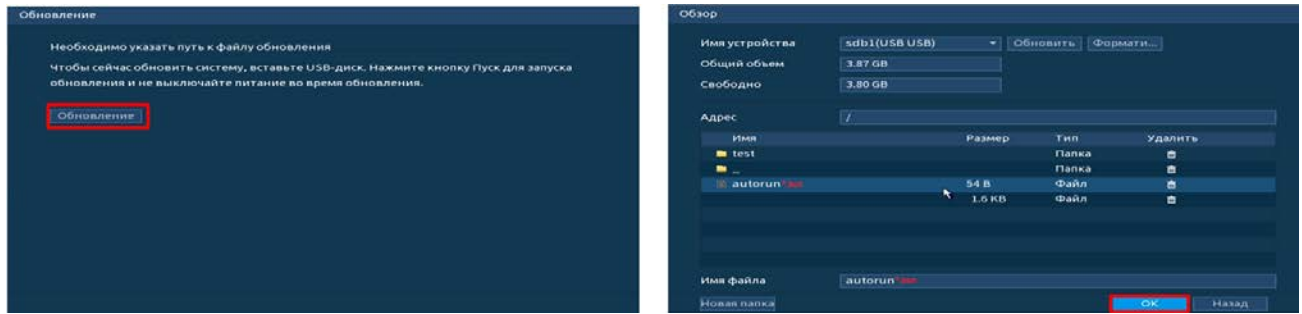 Обновление
Необходимо указать путь к файлу обновления
Чтобы сейчас обновить систему, вставьте USB-диск. Нажмите кнопку Пуск для запуска
обновления и не выключайте питание во время обновления.
Обновление
Обзор
Имя устройства sdb1(USB USB) Обновить Формати...
Общий объем 3.87 GB
Свободно 3.80 GB
Адрес /
Имя Размер Тип Удалить
test Папка
.. Папка
autorun 54 B Файл
1.6 KB Файл
Имя файла autorun
Новая папка OK Назад